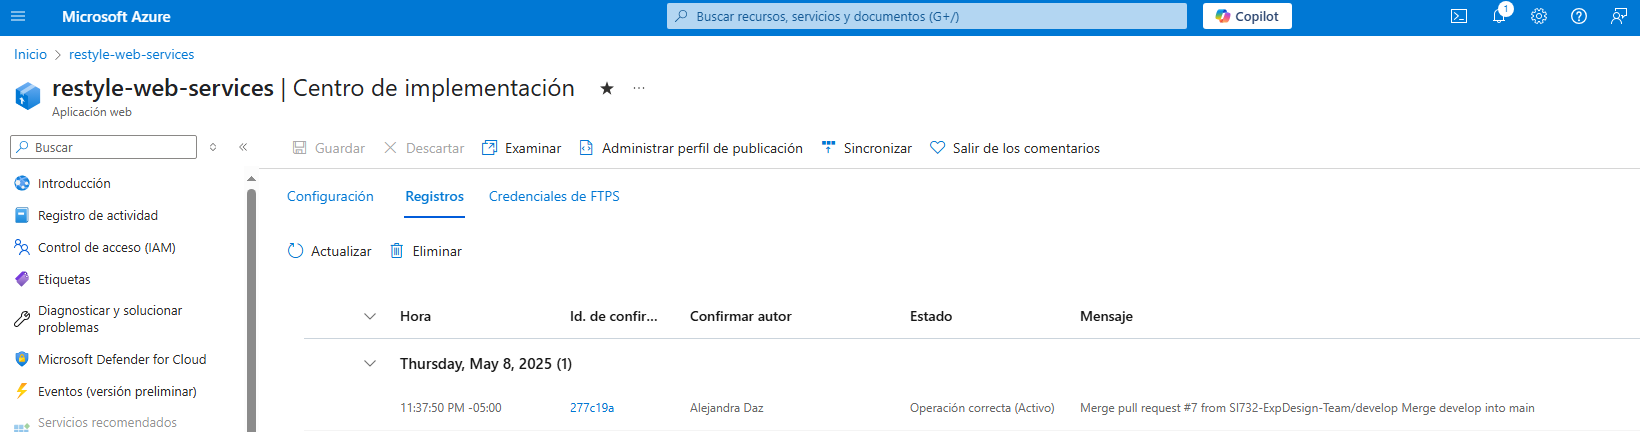 Microsoft Azure
Buscar recursos, servicios y documentos (G+/)
Copilot
1
Inicio > restyle-web-services
restyle-web-services | Centro de implementación
Aplicación web
Buscar
Guardar
Descartar
Examinar
Administrar perfil de publicación
Sincronizar
Salir de los comentarios
Introducción
Registro de actividad
Control de acceso (IAM)
Etiquetas
Diagnosticar y solucionar
problemas
Microsoft Defender for Cloud
Eventos (versión preliminar)
Servicios recomendados
Configuración
Registros
Credenciales de FTPS
Actualizar
Eliminar
Hora Id. de confir... Confirmar autor Estado Mensaje
Thursday, May 8, 2025 (1)
11:37:50 PM -05:00 277c19a Alejandra Daz Operación correcta (Activo) Merge pull request #7 from SI732-ExpDesign-Team/develop Merge develop into main